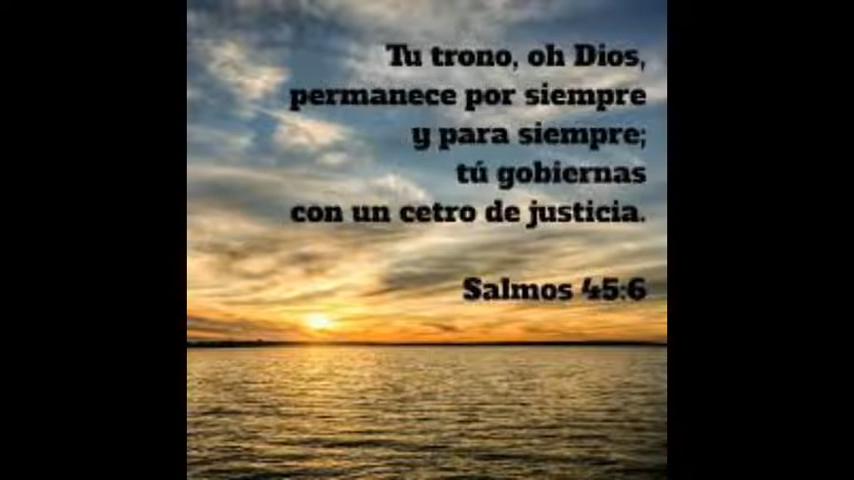 Tu trono, oh Dios,
permanece por siempre
y para siempre;
tú gobiernas
con un cetro de justicia.
Salmos 45:6